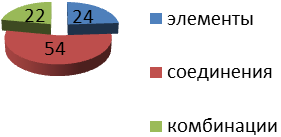 22 24
54
элементы
соединения
комбинации